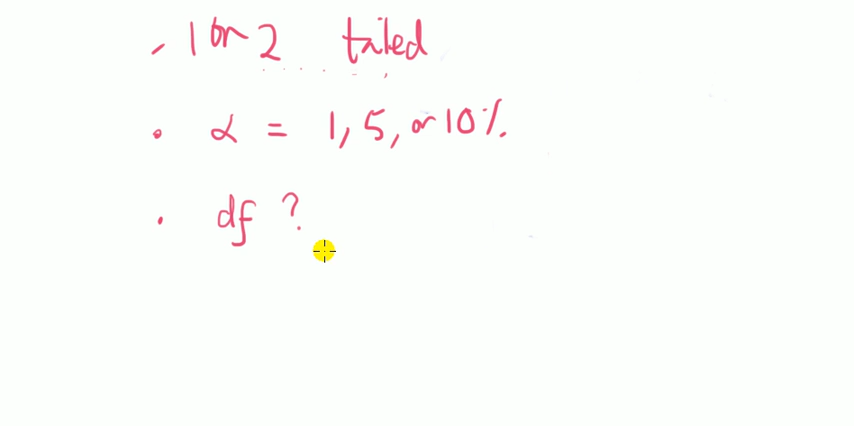 - 1 or 2 tailed
• α = 1, 5, or 10%.
• df ?